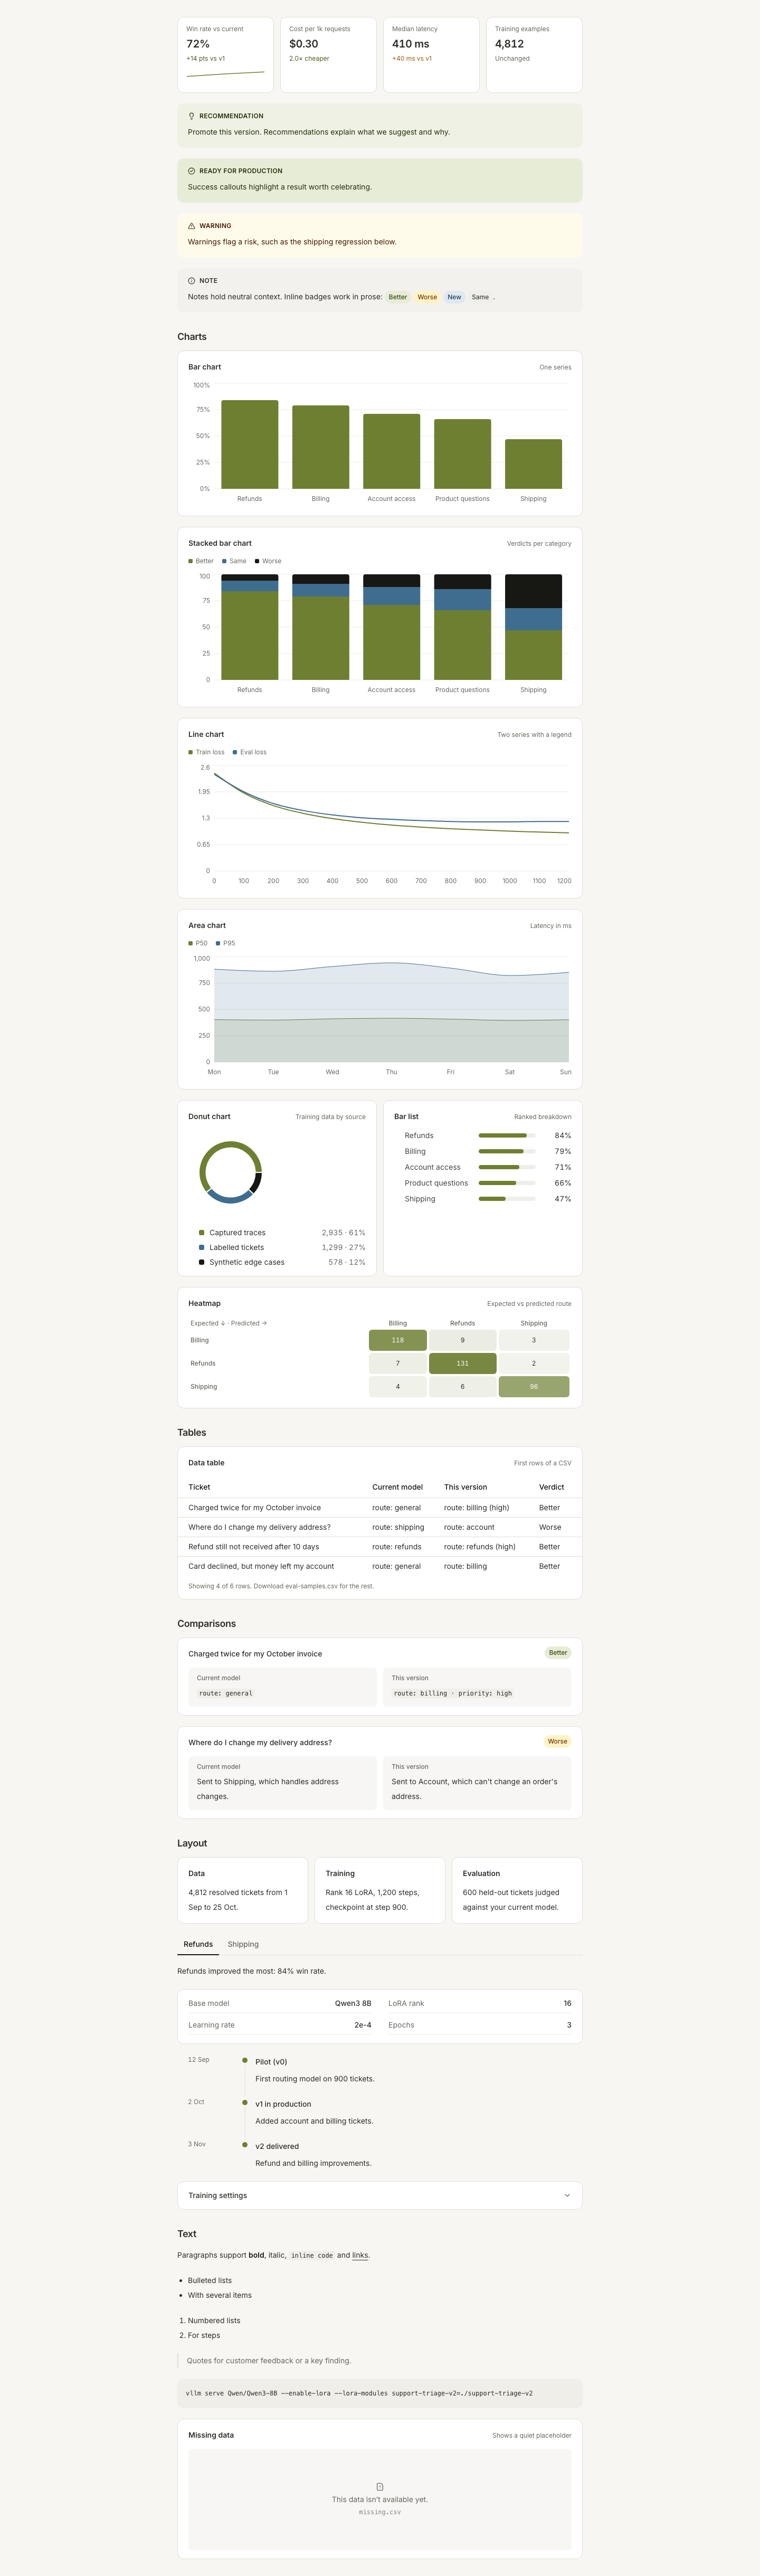 Win rate vs current
72%
+14 pts vs v1
Cost per 1k requests
$0.30
2.0× cheaper
Median latency
410 ms
+40 ms vs v1
Training examples
4,812
Unchanged
RECOMMENDATION
Promote this version. Recommendations explain what we suggest and why.
READY FOR PRODUCTION
Success callouts highlight a result worth celebrating.
WARNING
Warnings flag a risk, such as the shipping regression below.
NOTE
Notes hold neutral context. Inline badges work in prose: Better Worse New Same .
Charts
Bar chart
One series
100%
75%
50%
25%
0%
Refunds Billing Account access Product questions Shipping
Stacked bar chart
Verdicts per category
Better Same Worse
100
75
50
25
0
Refunds Billing Account access Product questions Shipping
Line chart
Two series with a legend
Train loss Eval loss
2.6
1.95
1.3
0.65
0
0 100 200 300 400 500 600 700 800 900 1000 1100 1200
Area chart
Latency in ms
P50 P95
1,000
750
500
250
0
Mon Tue Wed Thu Fri Sat Sun
Donut chart
Training data by source
Captured traces 2,935 · 61%
Labelled tickets 1,299 · 27%
Synthetic edge cases 578 · 12%
Bar list
Ranked breakdown
Refunds 84%
Billing 79%
Account access 71%
Product questions 66%
Shipping 47%
Heatmap
Expected vs predicted route
Expected ↓ · Predicted → Billing Refunds Shipping
Billing 118 9 3
Refunds 7 131 2
Shipping 4 6 96
Tables
Data table
First rows of a CSV
Ticket Current model This version Verdict
Charged twice for my October invoice route: general route: billing (high) Better
Where do I change my delivery address? route: shipping route: account Worse
Refund still not received after 10 days route: refunds route: refunds (high) Better
Card declined, but money left my account route: general route: billing Better
Showing 4 of 6 rows. Download eval-samples.csv for the rest.
Comparisons
Charged twice for my October invoice
Better
Current model
route: general
This version
route: billing · priority: high
Where do I change my delivery address?
Worse
Current model
Sent to Shipping, which handles address
changes.
This version
Sent to Account, which can't change an order's
address.
Layout
Data
4,812 resolved tickets from 1
Sep to 25 Oct.
Training
Rank 16 LoRA, 1,200 steps,
checkpoint at step 900.
Evaluation
600 held-out tickets judged
against your current model.
Refunds Shipping
Refunds improved the most: 84% win rate.
Base model Qwen3 8B
LoRA rank 16
Learning rate 2e-4
Epochs 3
12 Sep
Pilot (v0)
First routing model on 900 tickets.
2 Oct
v1 in production
Added account and billing tickets.
3 Nov
v2 delivered
Refund and billing improvements.
Training settings
Text
Paragraphs support bold, italic, inline code and links.
• Bulleted lists
• With several items
1. Numbered lists
2. For steps
Quotes for customer feedback or a key finding.
vllm serve Qwen/Qwen3-8B --enable-lora --lora-modules support-triage-v2=./support-triage-v2
Missing data
Shows a quiet placeholder
This data isn't available yet.
missing.csv